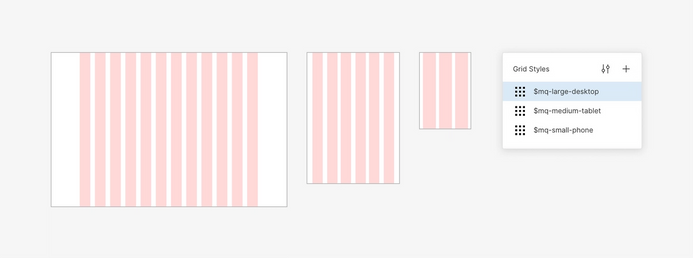 Grid Styles
$mq-large-desktop
$mq-medium-tablet
$mq-small-phone